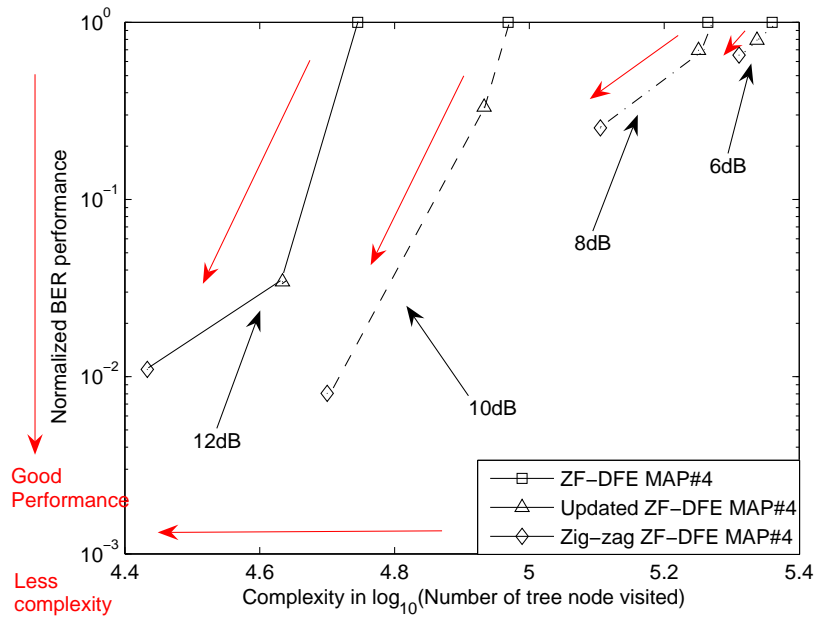 10⁰
10⁻¹
10⁻²
10⁻³
Normalized BER performance
4.4
4.6
4.8
5
5.2
5.4
Complexity in log₁₀(Number of tree node visited)
6dB
8dB
10dB
12dB
Good
Performance
Less
complexity
ZF−DFE MAP#4
Updated ZF−DFE MAP#4
Zig−zag ZF−DFE MAP#4